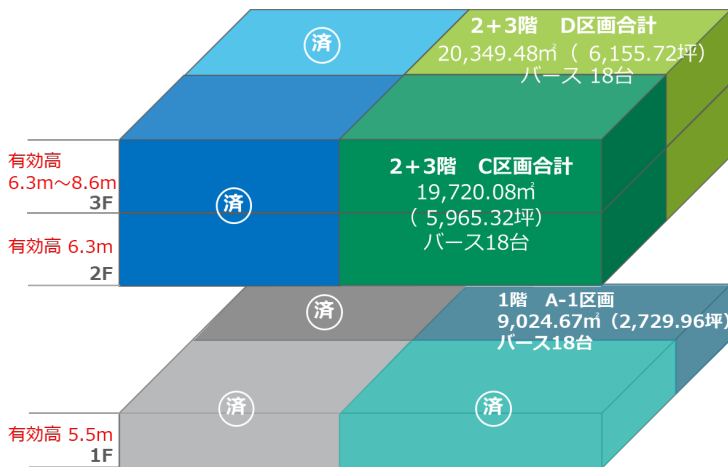 済
2+3階 D区画合計
20,349.48㎡（ 6,155.72坪）
バース 18台
有効高
6.3m～8.6m
3F
有効高 6.3m
2F
済
2+3階 C区画合計
19,720.08㎡
（ 5,965.32坪）
バース18台
済
1階 A-1区画
9,024.67㎡（2,729.96坪）
バース18台
済
済
有効高 5.5m
1F